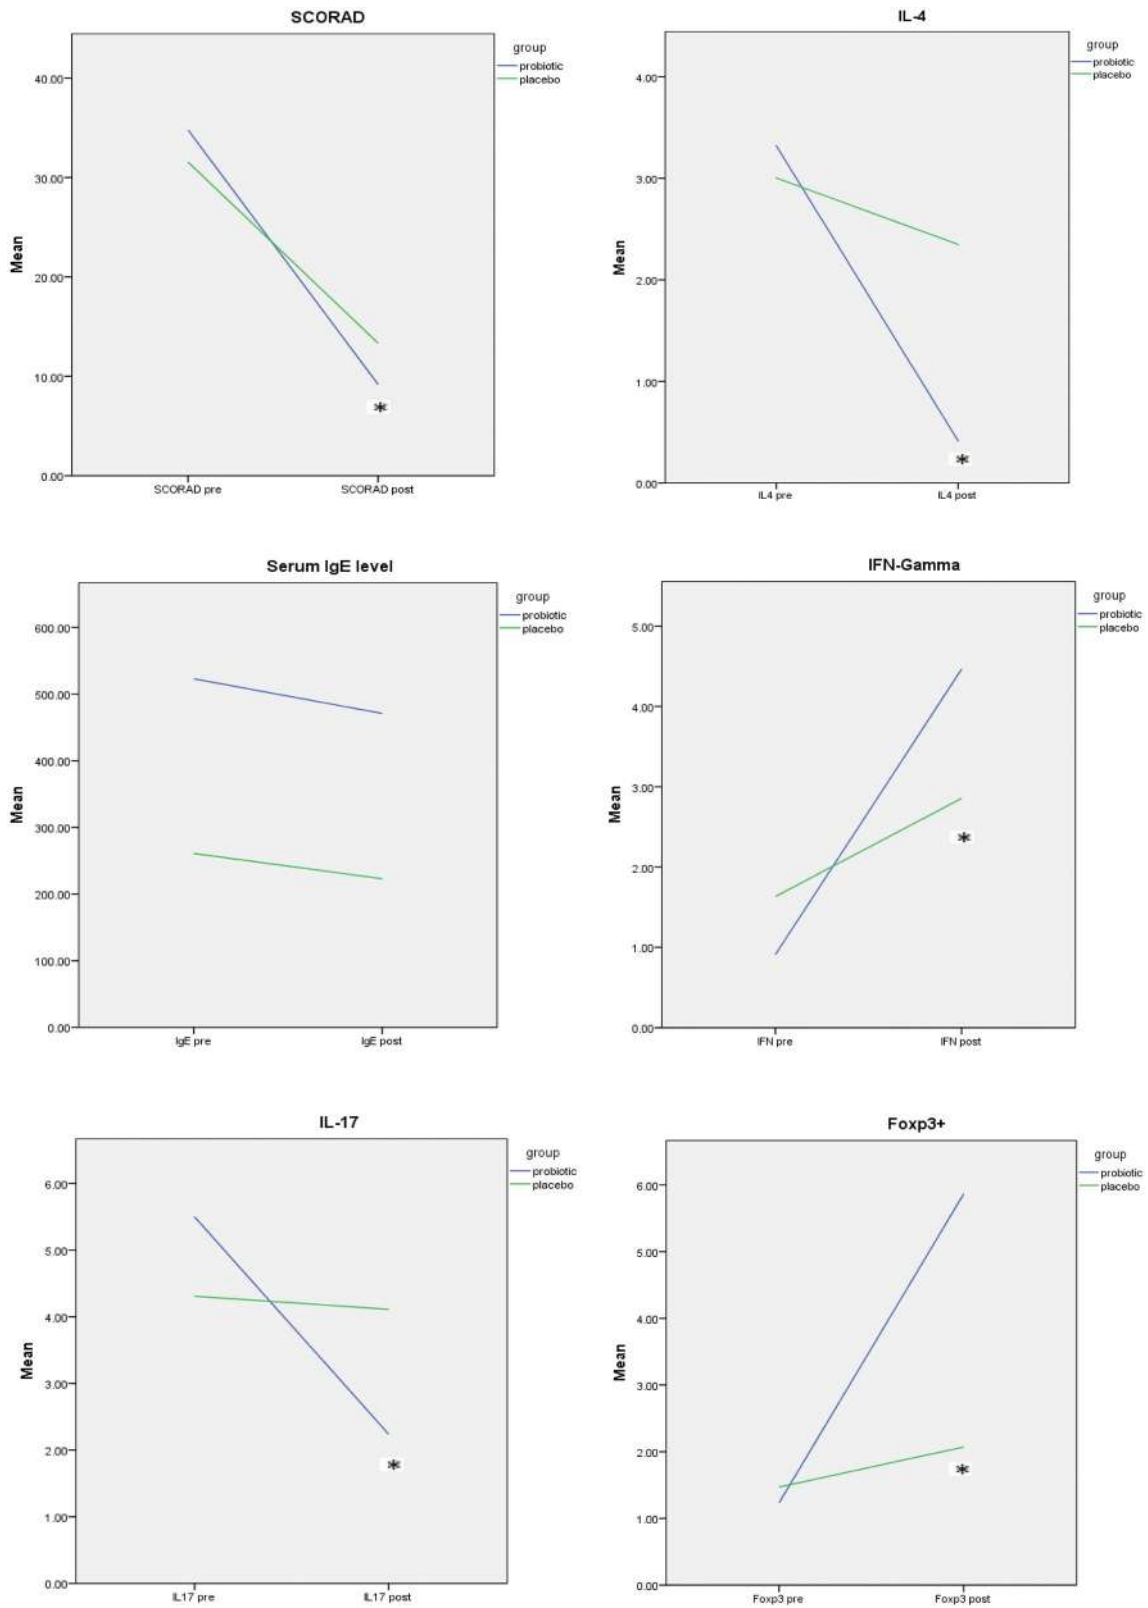 SCORAD
group
probiotic
placebo
Mean
40.00
30.00
20.00
10.00
0.00
*
SCORAD pre
SCORAD post
IL-4
group
probiotic
placebo
Mean
4.00
3.00
2.00
1.00
0.00
*
IL4 pre
IL4 post
Serum IgE level
group
probiotic
placebo
Mean
600.00
500.00
400.00
300.00
200.00
100.00
0.00
IgE pre
IgE post
IFN-Gamma
group
probiotic
placebo
Mean
5.00
4.00
3.00
2.00
1.00
0.00
*
IFN pre
IFN post
IL-17
group
probiotic
placebo
Mean
6.00
5.00
4.00
3.00
2.00
1.00
0.00
*
IL17 pre
IL17 post
Foxp3+
group
probiotic
placebo
Mean
6.00
5.00
4.00
3.00
2.00
1.00
0.00
*
Foxp3 pre
Foxp3 post